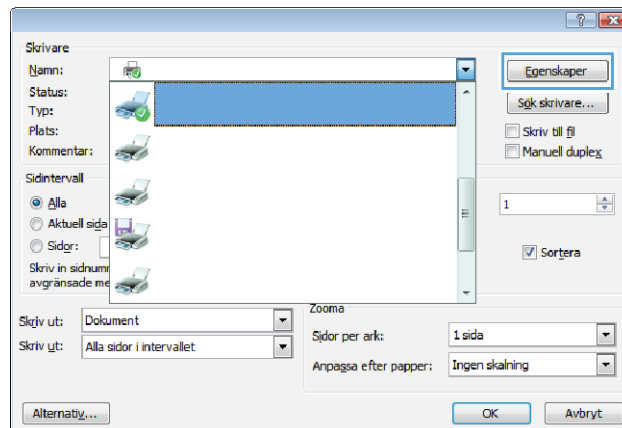 Skrivare
Namn:
Egenskaper
Status:
Typ:
Sök skrivare...
Plats:
Skriv till fil
Kommentar:
Manuell duplex
Sidintervall
Alla
1
Aktuell sida
Sidor:
Sortera
Skriv in sidnumr
avgränsade me
Zooma
Skriv ut: Dokument
Sidor per ark: 1 sida
Skriv ut: Alla sidor i intervallet
Anpassa efter papper: Ingen skalning
Alternativ...
OK
Avbryt